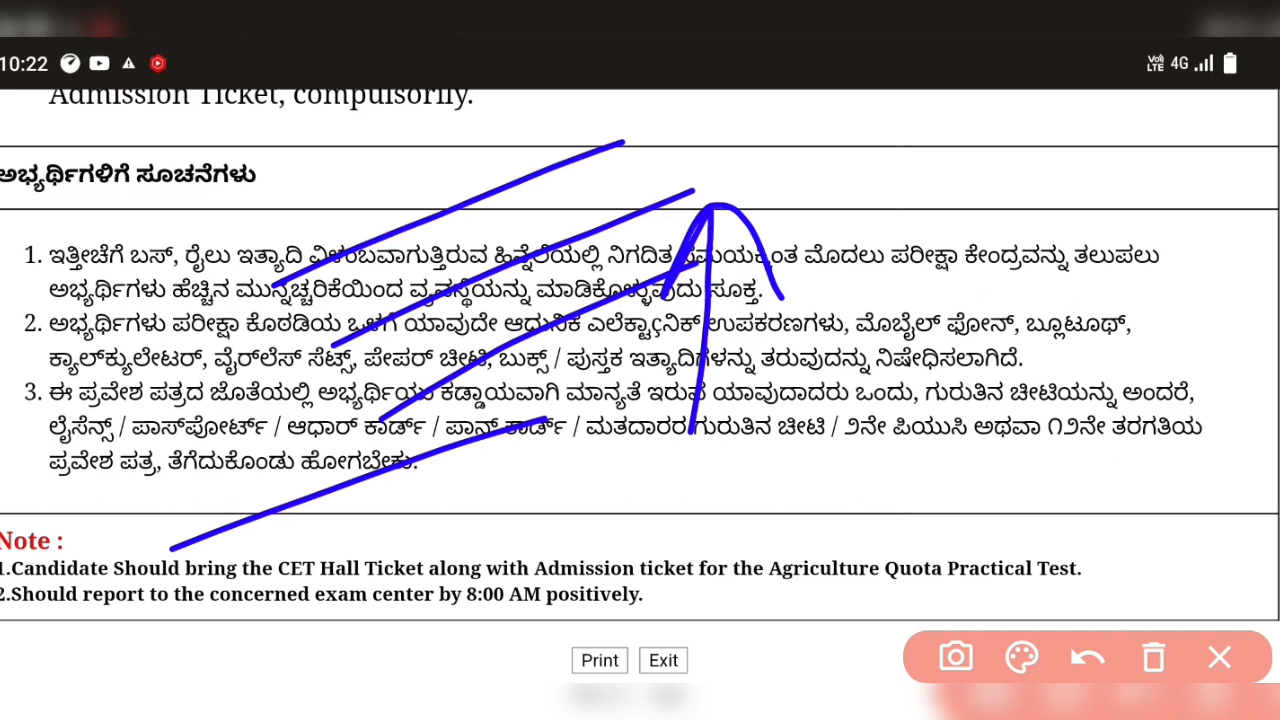 10:22 VoLTE 4G
Admission Ticket, compulsorily.
ಅಭ್ಯರ್ಥಿಗಳಿಗೆ ಸೂಚನೆಗಳು
1. ಇತ್ತೀಚೆಗೆ ಬಸ್, ರೈಲು ಇತ್ಯಾದಿ ವಿಳಂಬವಾಗುತ್ತಿರುವ ಹಿನ್ನೆಲೆಯಲ್ಲಿ ನಿಗದಿತ ಸಮಯಕ್ಕಿಂತ ಮೊದಲು ಪರೀಕ್ಷಾ ಕೇಂದ್ರವನ್ನು ತಲುಪಲು
ಅಭ್ಯರ್ಥಿಗಳು ಹೆಚ್ಚಿನ ಮುನ್ನಚ್ಚರಿಕೆಯಿಂದ ವ್ಯವಸ್ಥೆಯನ್ನು ಮಾಡಿಕೊಳ್ಳುವುದು ಸೂಕ್ತ.
2. ಅಭ್ಯರ್ಥಿಗಳು ಪರೀಕ್ಷಾ ಕೊಠಡಿಯ ಒಳಗೆ ಯಾವುದೇ ಆಧುನಿಕ ಎಲೆಕ್ಟಾçನಿಕ್ ಉಪಕರಣಗಳು, ಮೊಬೈಲ್ ಫೋನ್, ಬ್ಲೂಟೂಥ್,
ಕ್ಯಾಲ್‌ಕ್ಯುಲೇಟರ್, ವೈರ್‌ಲೆಸ್ ಸೆಟ್ಸ್, ಪೇಪರ್ ಚೀಟಿ, ಬುಕ್ಸ್ / ಪುಸ್ತಕ ಇತ್ಯಾದಿಗಳನ್ನು ತರುವುದನ್ನು ನಿಷೇಧಿಸಲಾಗಿದೆ.
3. ಈ ಪ್ರವೇಶ ಪತ್ರದ ಜೊತೆಯಲ್ಲಿ ಅಭ್ಯರ್ಥಿಯು ಕಡ್ಡಾಯವಾಗಿ ಮಾನ್ಯತೆ ಇರುವ ಯಾವುದಾದರು ಒಂದು, ಗುರುತಿನ ಚೀಟಿಯನ್ನು ಅಂದರೆ,
ಲೈಸೆನ್ಸ್ / ಪಾಸ್‌ಪೋರ್ಟ್ / ಆಧಾರ್ ಕಾರ್ಡ್ / ಪಾನ್ ಕಾರ್ಡ್ / ಮತದಾರರ ಗುರುತಿನ ಚೀಟಿ / ೨ನೇ ಪಿಯುಸಿ ಅಥವಾ ೧೨ನೇ ತರಗತಿಯ
ಪ್ರವೇಶ ಪತ್ರ, ತೆಗೆದುಕೊಂಡು ಹೋಗಬೇಕು.
Note :
1.Candidate Should bring the CET Hall Ticket along with Admission ticket for the Agriculture Quota Practical Test.
2.Should report to the concerned exam center by 8:00 AM positively.
Print Exit